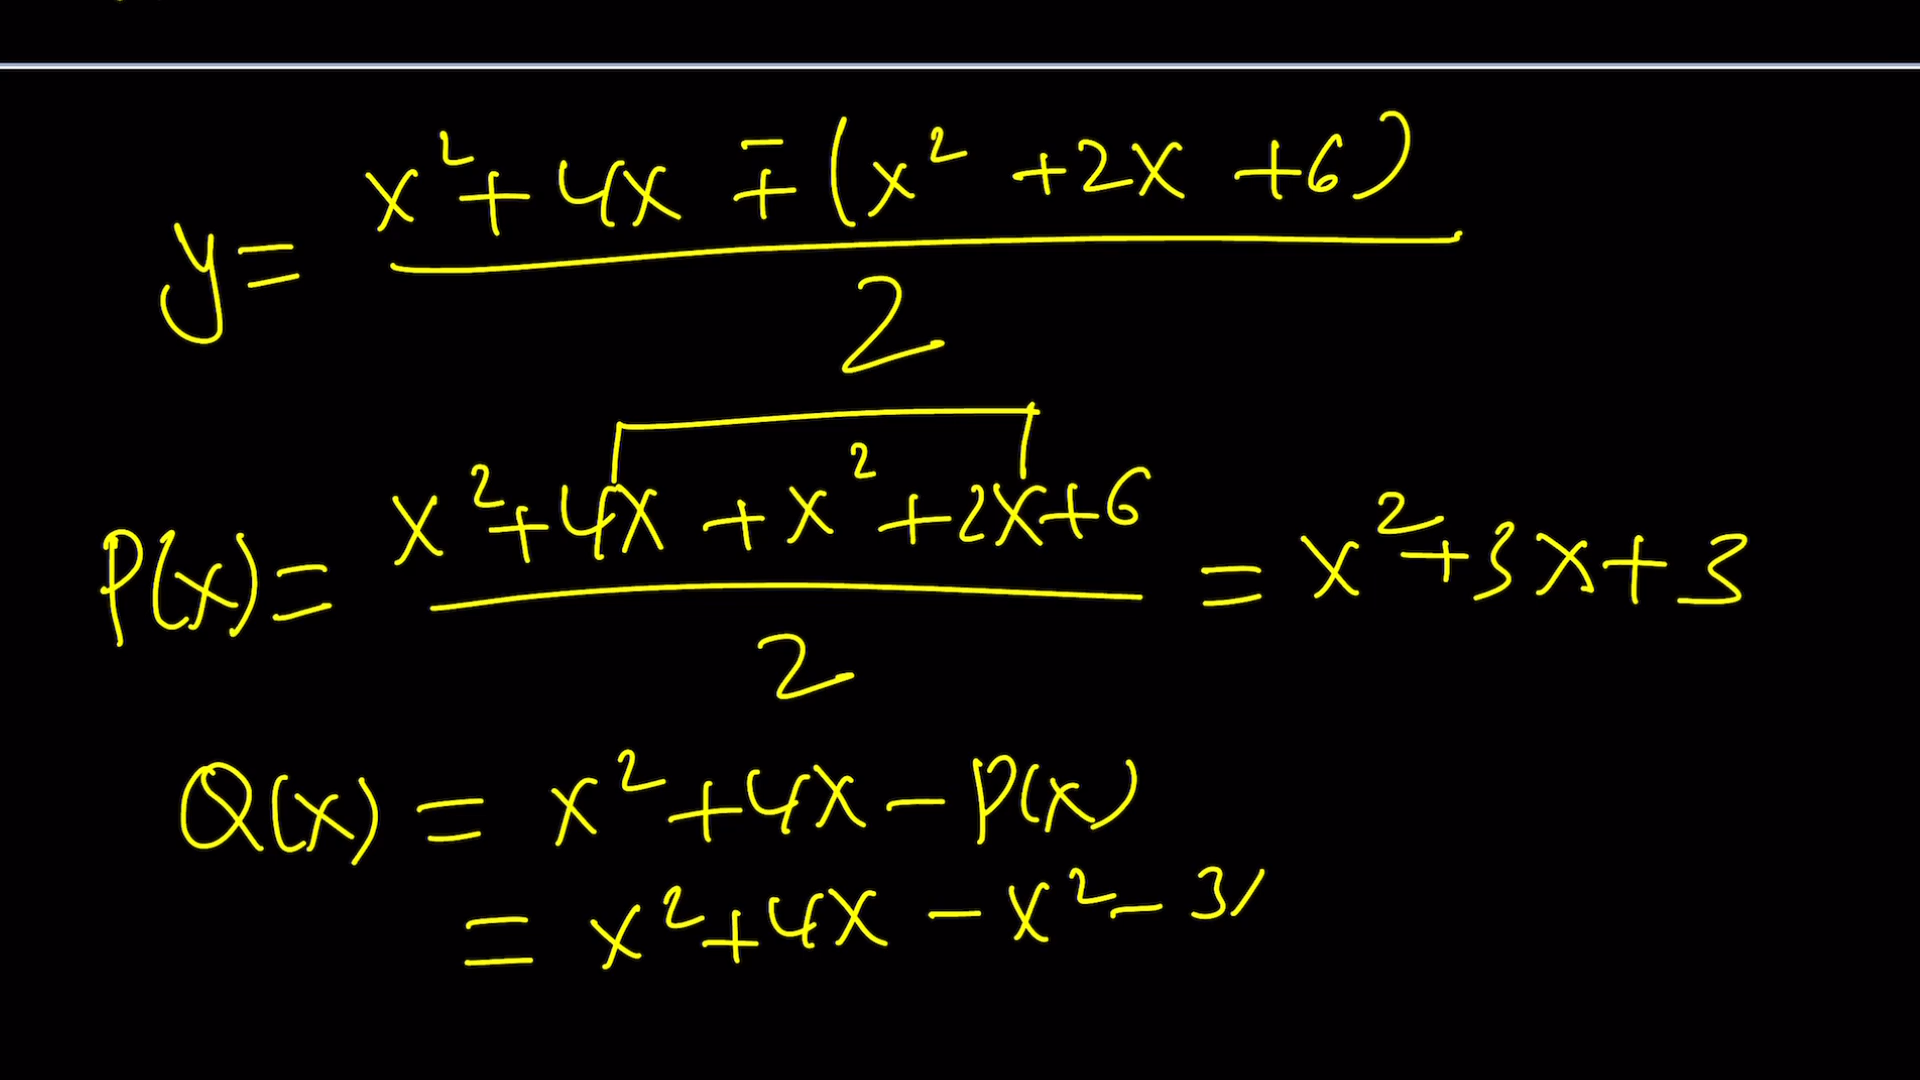 y = (x² + 4x ∓ (x² + 2x + 6)) / 2
P(x) = (x² + 4x + x² + 2x + 6) / 2 = x² + 3x + 3
Q(x) = x² + 4x − P(x)
= x² + 4x − x² − 3